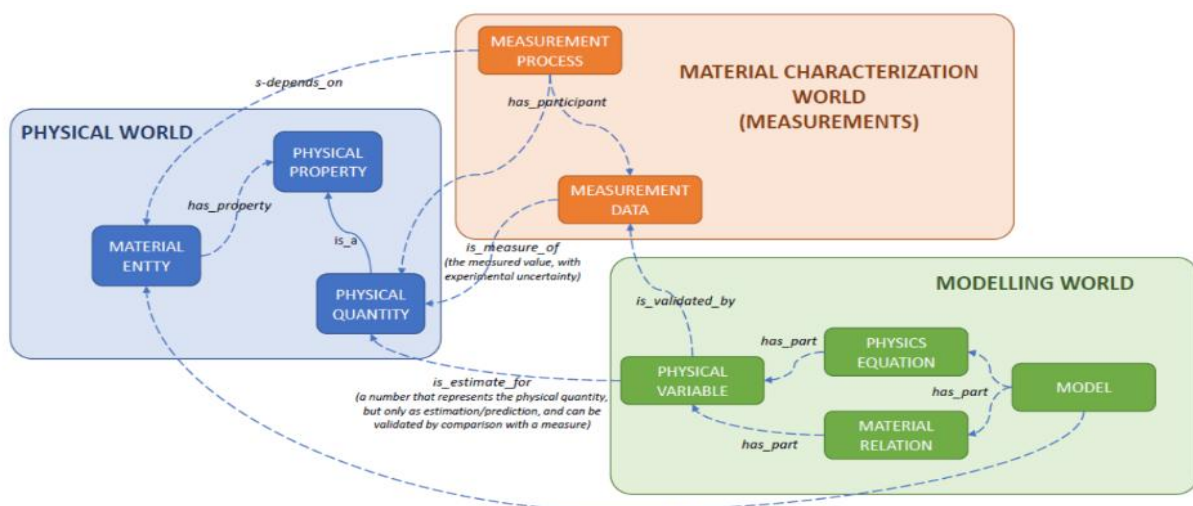 MEASUREMENT
PROCESS
MATERIAL CHARACTERIZATION
WORLD
(MEASUREMENTS)
s-depends_on
has_participant
PHYSICAL WORLD
PHYSICAL
PROPERTY
MEASUREMENT
DATA
has_property
MATERIAL
ENTTY
is_a
is_measure_of
(the measured value, with
experimental uncertainty)
PHYSICAL
QUANTITY
MODELLING WORLD
is_validated_by
has_part
PHYSICS
EQUATION
is_estimate_for
(a number that represents the physical quantity,
but only as estimation/prediction, and can be
validated by comparison with a measure)
PHYSICAL
VARIABLE
has_part
MODEL
has_part
MATERIAL
RELATION